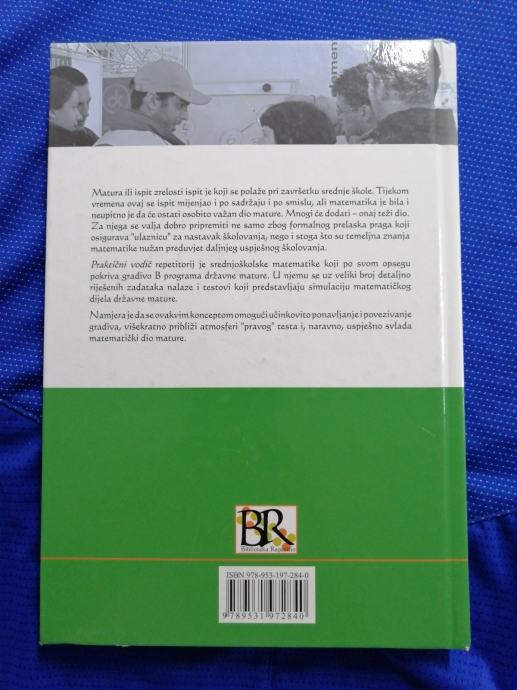 omen
Matura ili ispit zrelosti ispit je koji se polaže pri završetku srednje škole. Tijekom
vremena ovaj se ispit mijenjao i po sadržaju i po smislu, ali matematika je bila i
neupitno je da će ostati osobito važan dio mature. Mnogi će dodati – onaj teži dio.
Za njega se valja dobro pripremiti ne samo zbog formalnog prelaska praga koji
osigurava "ulaznicu" za nastavak školovanja, nego i stoga što su temeljna znanja
matematike nužan preduvjet daljnjeg uspješnog školovanja.
Praktični vodič repetitorij je srednjoškolske matematike koji po svom opsegu
pokriva gradivo B programa državne mature. U njemu se uz veliki broj detaljno
riješenih zadataka nalaze i testovi koji predstavljaju simulaciju matematičkog
dijela državne mature.
Namjera je da se ovakvim konceptom omogući učinkovito ponavljanje i povezivanje
gradiva, višekratno približi atmosferi "pravog" testa i, naravno, uspješno svlada
matematički dio mature.
BR
Biblioteka Repetitio
ISBN 978-953-197-284-0
9 789531 972840